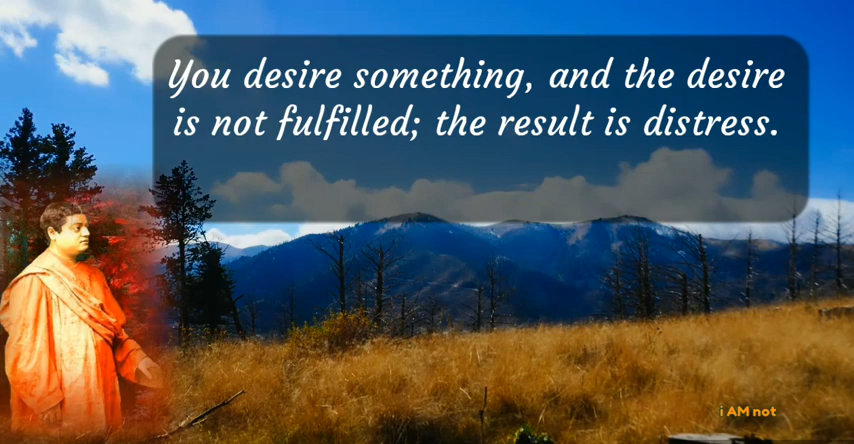 You desire something, and the desire
is not fulfilled; the result is distress.
i AM not